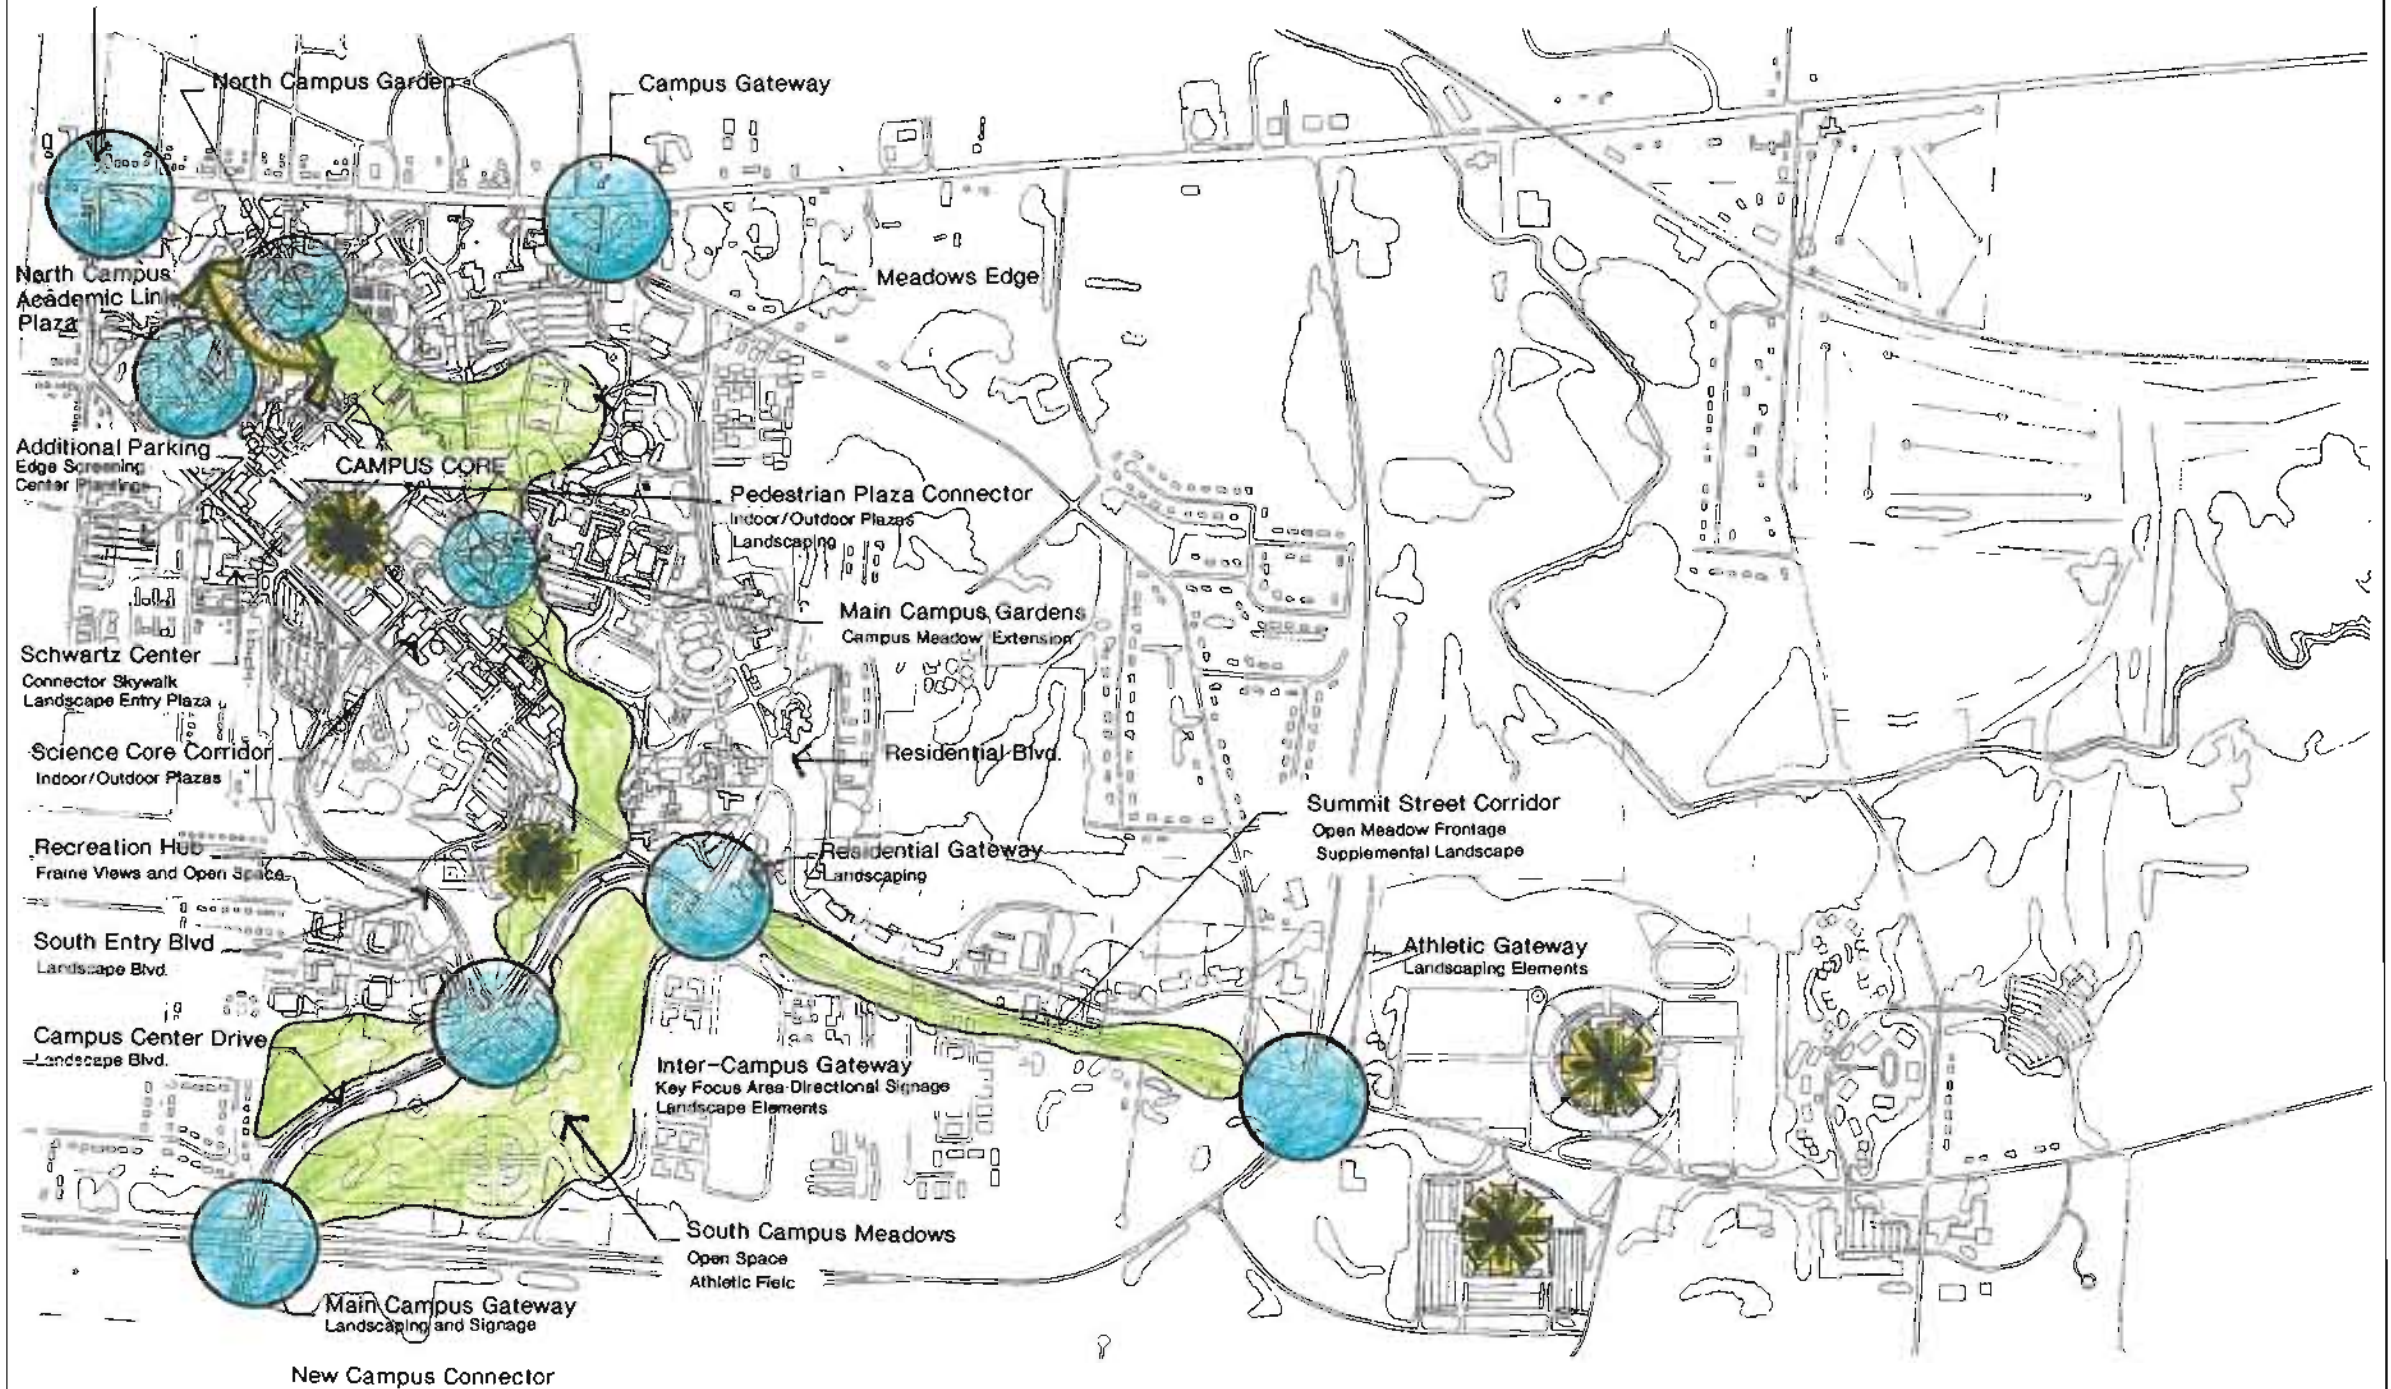 North Campus Garden
Campus Gateway
North Campus
Academic Link
Plaza
Meadows Edge
Additional Parking
Edge Screening
Center Plantings
CAMPUS CORE
Pedestrian Plaza Connector
Indoor/Outdoor Plazas
Landscaping
Main Campus Gardens
Campus Meadow Extension
Schwartz Center
Connector Skywalk
Landscape Entry Plaza
Science Core Corridor
Indoor/Outdoor Plazas
Residential Blvd.
Summit Street Corridor
Open Meadow Frontage
Supplemental Landscape
Recreation Hub
Frame Views and Open Space
Residential Gateway
Landscaping
South Entry Blvd
Landscape Blvd.
Athletic Gateway
Landscaping Elements
Campus Center Drive
Landscape Blvd.
Inter-Campus Gateway
Key Focus Area-Directional Signage
Landscape Elements
South Campus Meadows
Open Space
Athletic Field
Main Campus Gateway
Landscaping and Signage
New Campus Connector